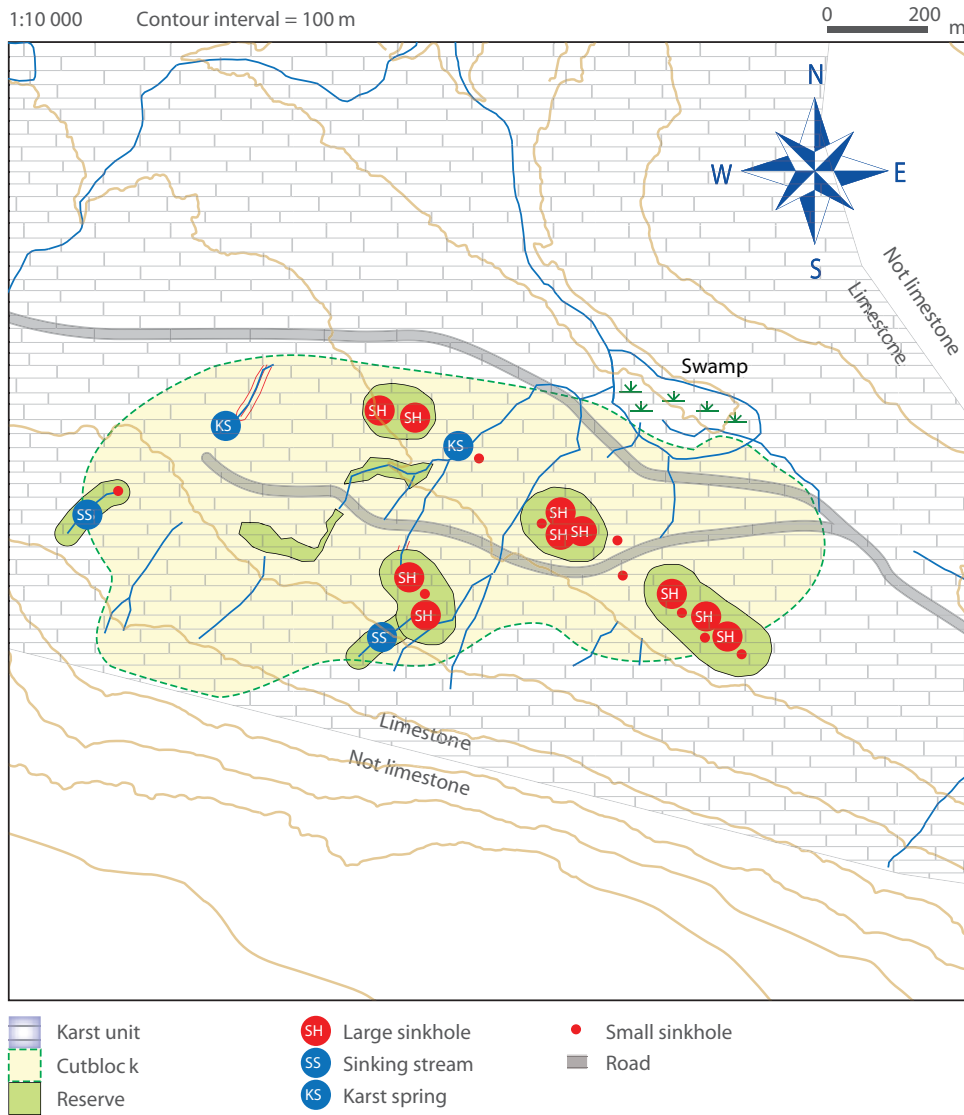 1:10 000 Contour interval = 100 m
0 200
m
N
W E
S
Not limestone
Limestone
Swamp
SH
SH
KS
KS
SS
SH
SH SH
SH
SH
SS
SH
SH
SH
Limestone
Not limestone
Karst unit
SH Large sinkhole
Small sinkhole
Cutbloc k
SS Sinking stream
Road
Reserve
KS Karst spring